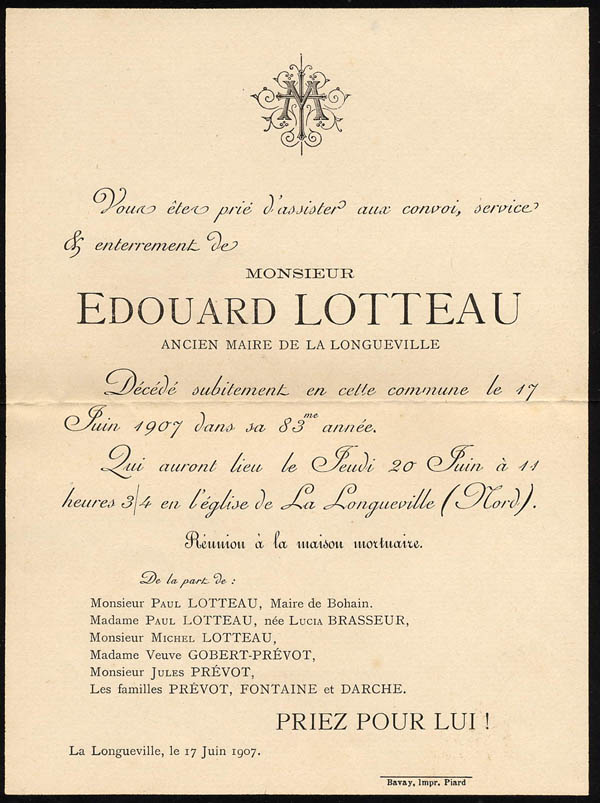 Vous êtes prié d'assister aux convoi, service
& enterrement de
MONSIEUR
EDOUARD LOTTEAU
ANCIEN MAIRE DE LA LONGUEVILLE
Décédé subitement en cette commune le 17
Juin 1907 dans sa 83me année.
Qui auront lieu le Jeudi 20 Juin à 11
heures 3/4 en l'église de La Longueville (Nord).
Réunion à la maison mortuaire.
De la part de :
Monsieur PAUL LOTTEAU, Maire de Bohain.
Madame PAUL LOTTEAU, née LUCIA BRASSEUR,
Monsieur MICHEL LOTTEAU,
Madame Veuve GOBERT-PRÉVOT,
Monsieur JULES PRÉVOT,
Les familles PRÉVOT, FONTAINE et DARCHE.
PRIEZ POUR LUI !
La Longueville, le 17 Juin 1907.
Bavay, Impr. Piard